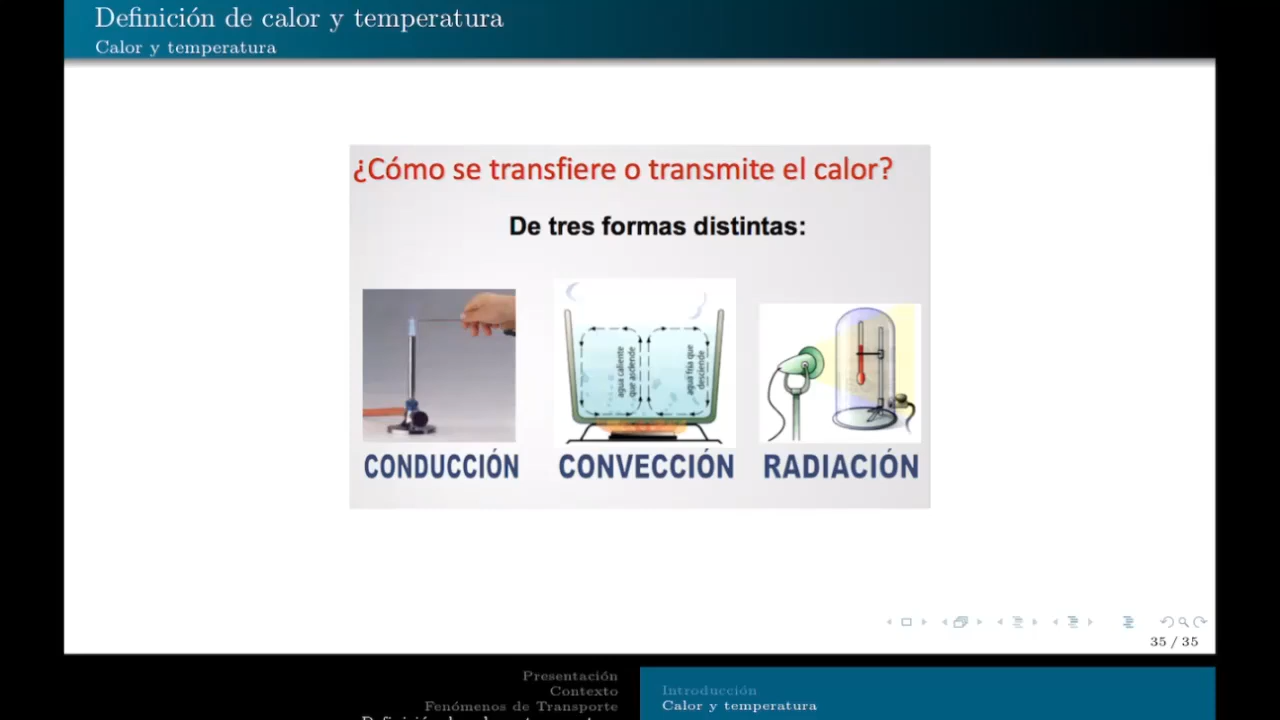 Definición de calor y temperatura
Calor y temperatura
¿Cómo se transfiere o transmite el calor?
De tres formas distintas:
agua caliente
que asciende
agua fría que
desciende
CONDUCCIÓN
CONVECCIÓN
RADIACIÓN
35 / 35
Presentación
Contexto
Fenómenos de Transporte
Introducción
Calor y temperatura